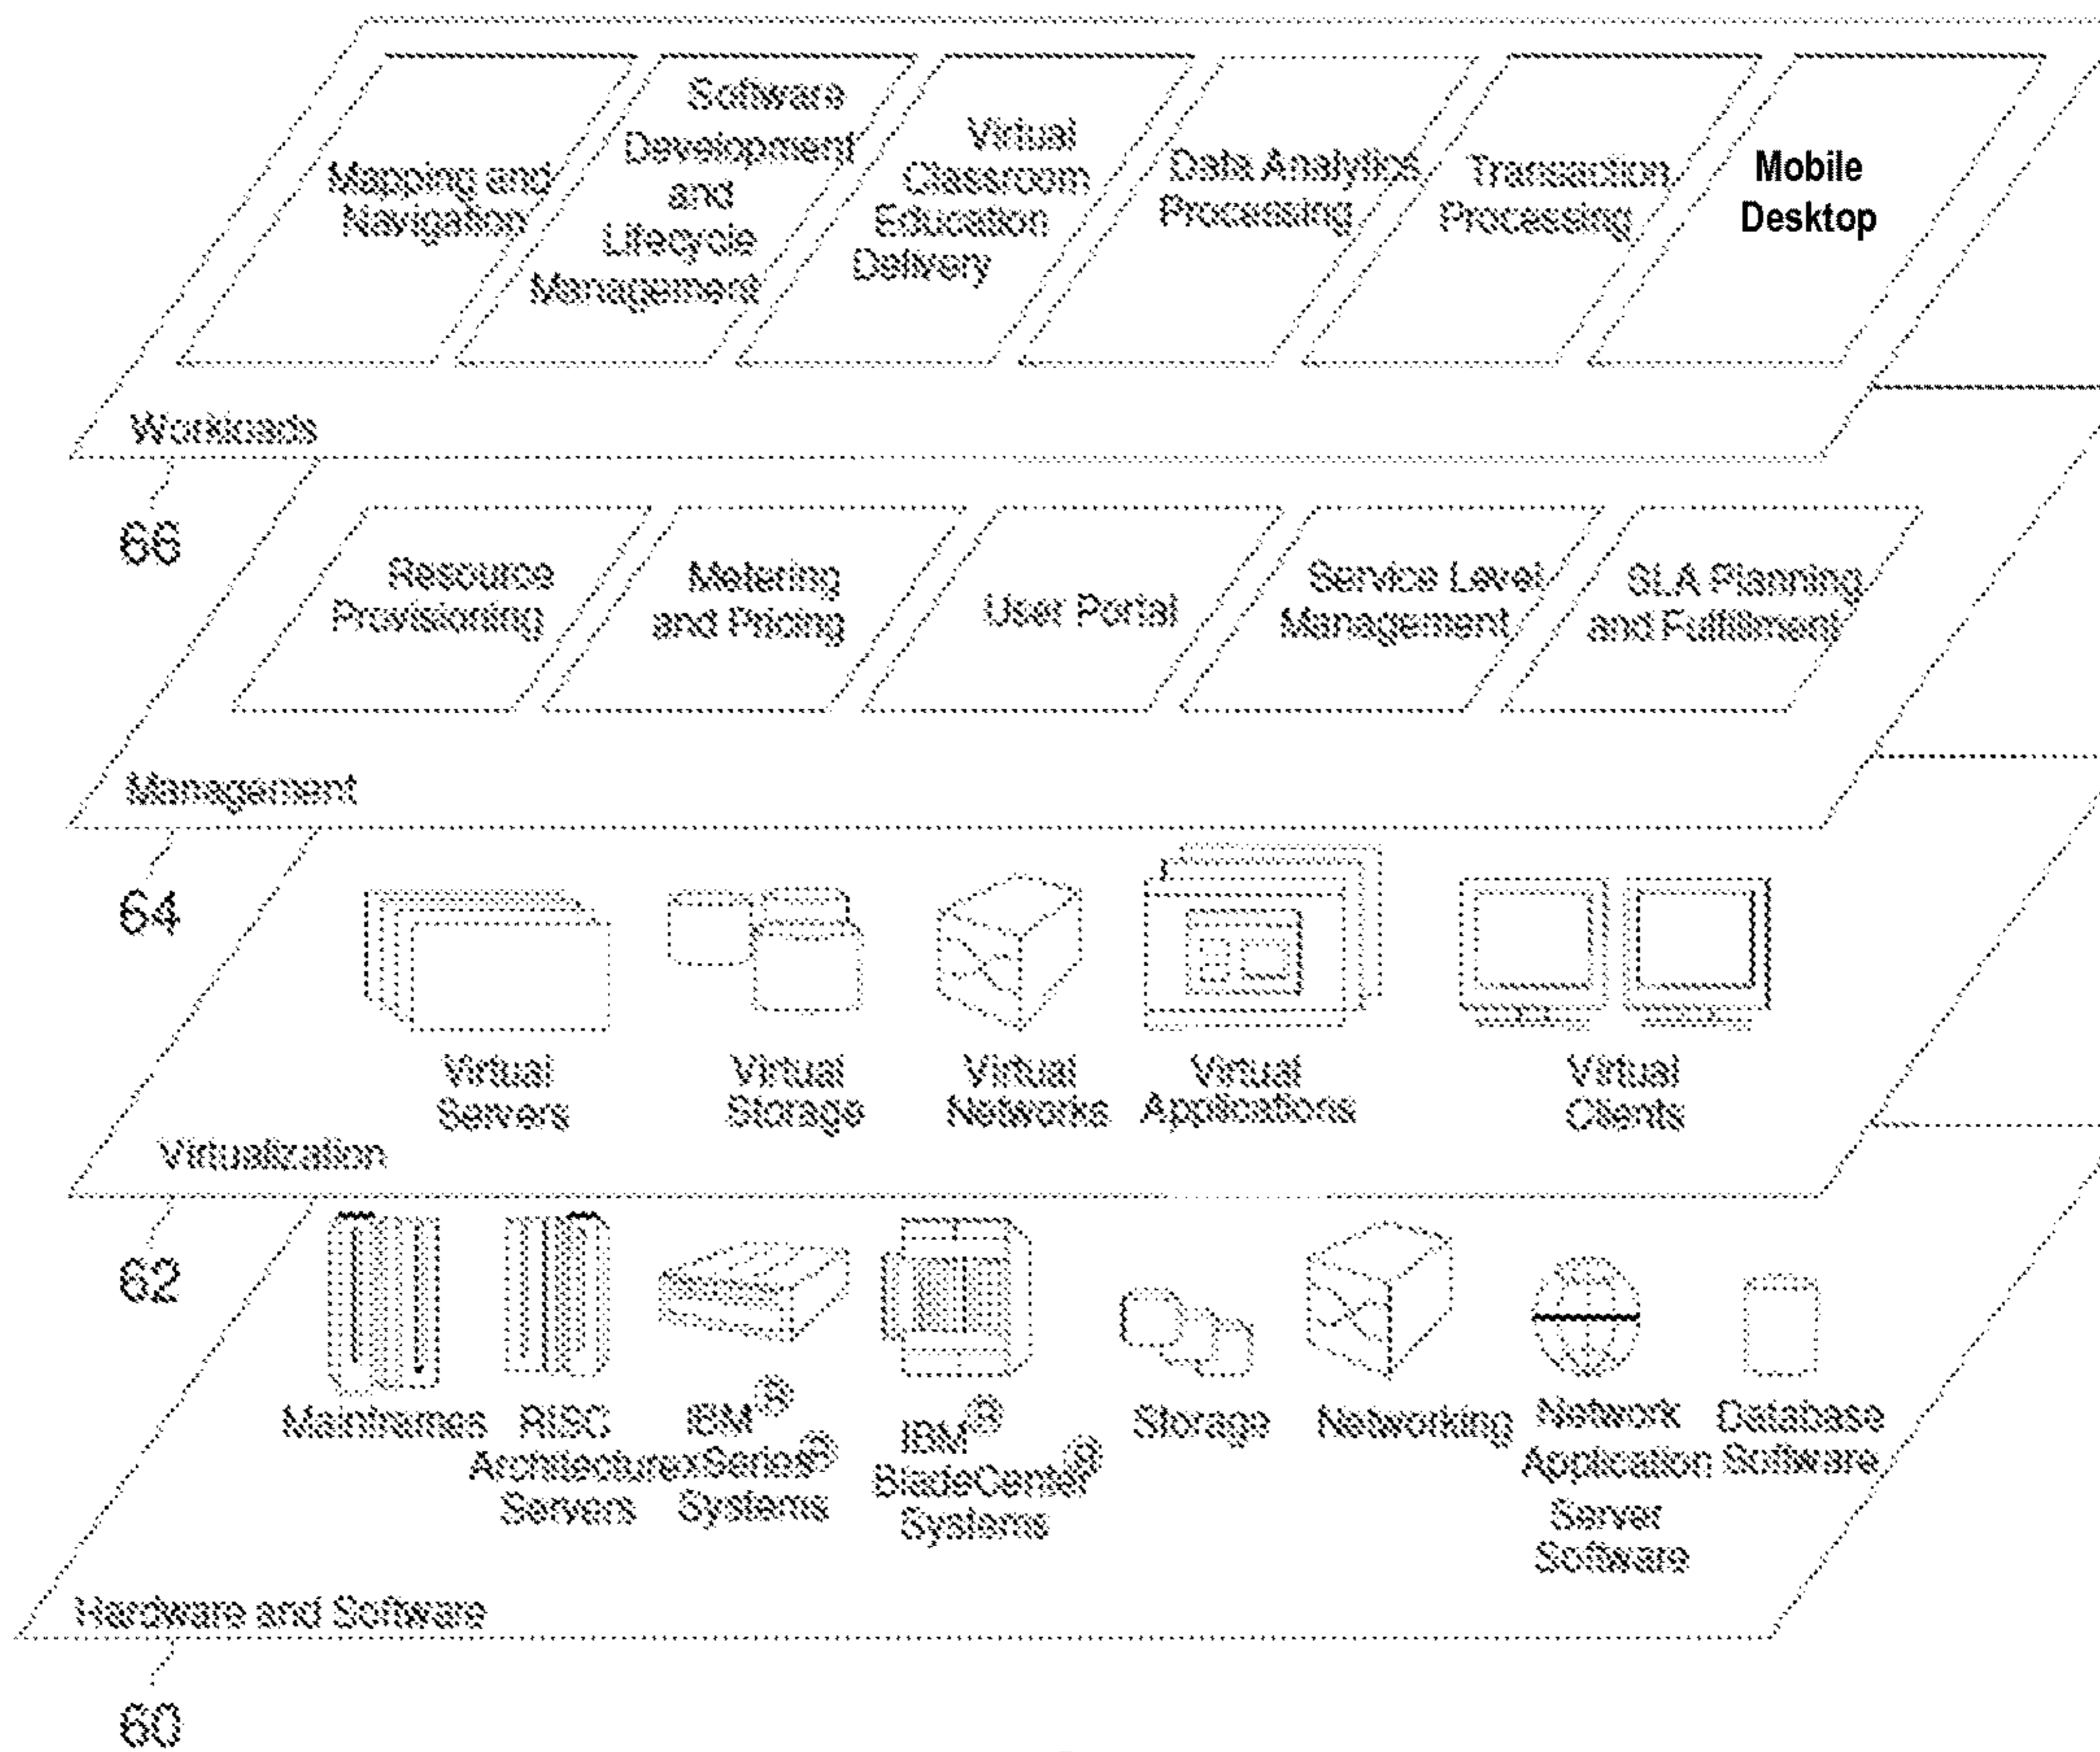 Mapping and
Navigation
Software
Development
and
Lifecycle
Management
Virtual
Classroom
Education
Delivery
Data Analytics
Processing
Transaction
Processing
Mobile
Desktop
Workloads
66
Resource
Provisioning
Metering
and Pricing
User Portal
Service Level
Management
SLA Planning
and Fulfillment
Management
64
Virtual
Servers
Virtual
Storage
Virtual
Networks
Virtual
Applications
Virtual
Clients
Virtualization
62
Mainframes
RISC
Architecture
Servers
IBM®
xSeries®
Systems
IBM®
BladeCenter®
Systems
Storage
Networking
Network
Application
Server
Software
Database
Software
Hardware and Software
60